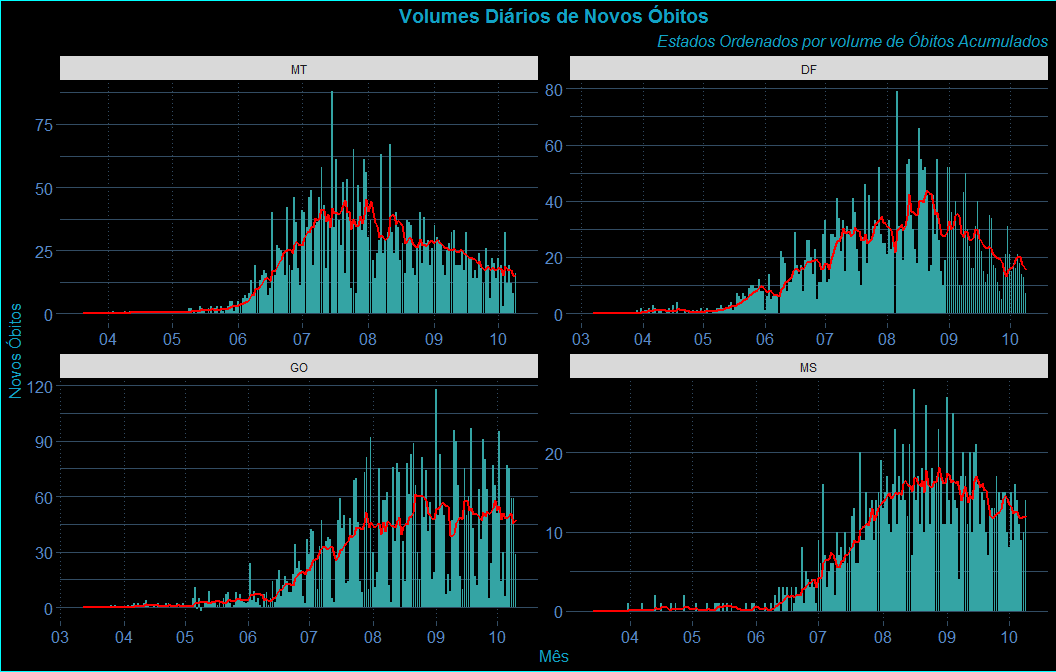 Volumes Diários de Novos Óbitos
Estados Ordenados por volume de Óbitos Acumulados
MT
DF
75
50
25
0
04 05 06 07 08 09 10
80
60
40
20
0
03 04 05 06 07 08 09 10
Novos Óbitos
GO
MS
120
90
60
30
0
03 04 05 06 07 08 09 10
20
10
0
04 05 06 07 08 09 10
Mês